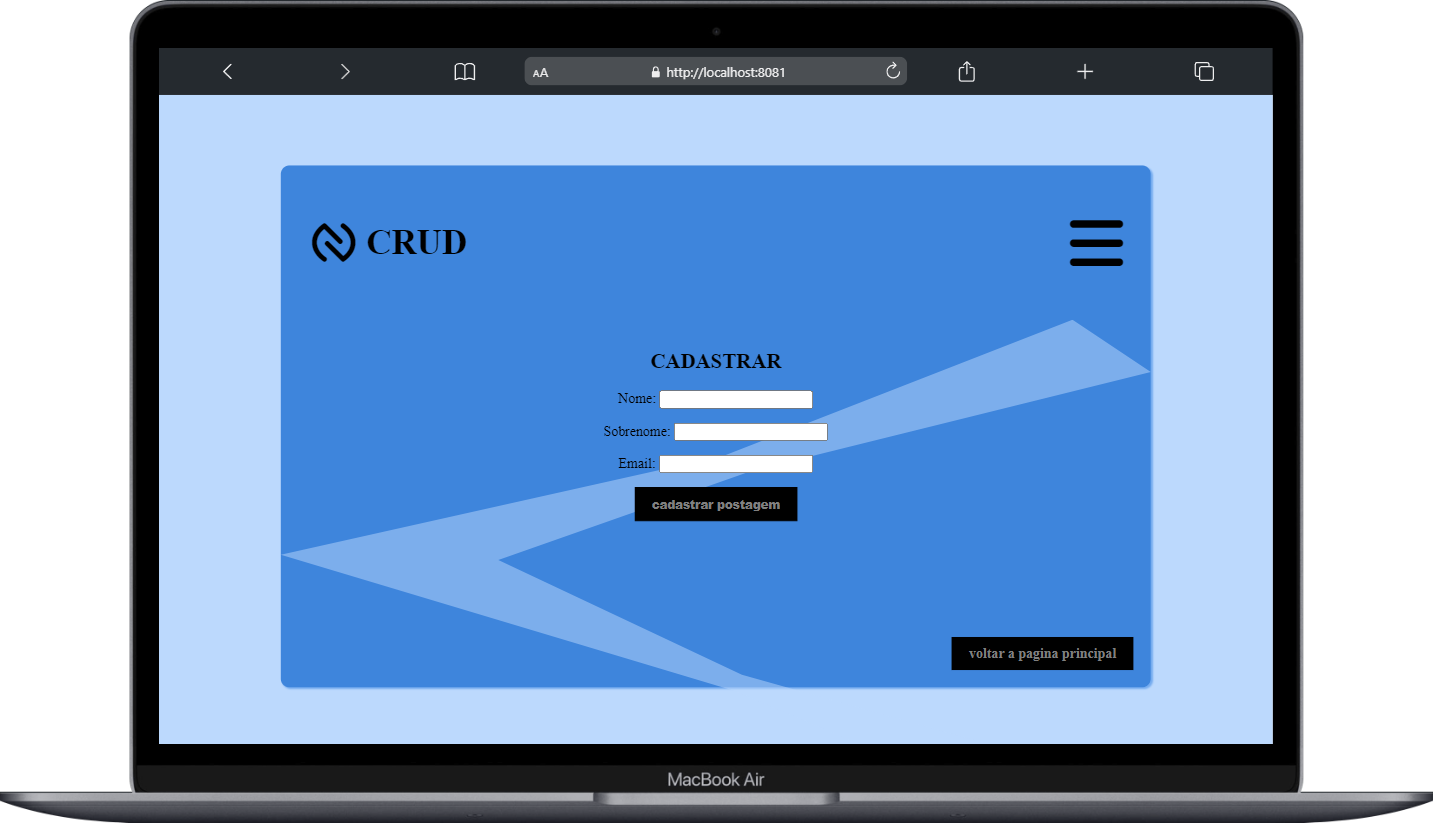 AA http://localhost:8081
CRUD
CADASTRAR
Nome:
Sobrenome:
Email:
cadastrar postagem
voltar a pagina principal
MacBook Air